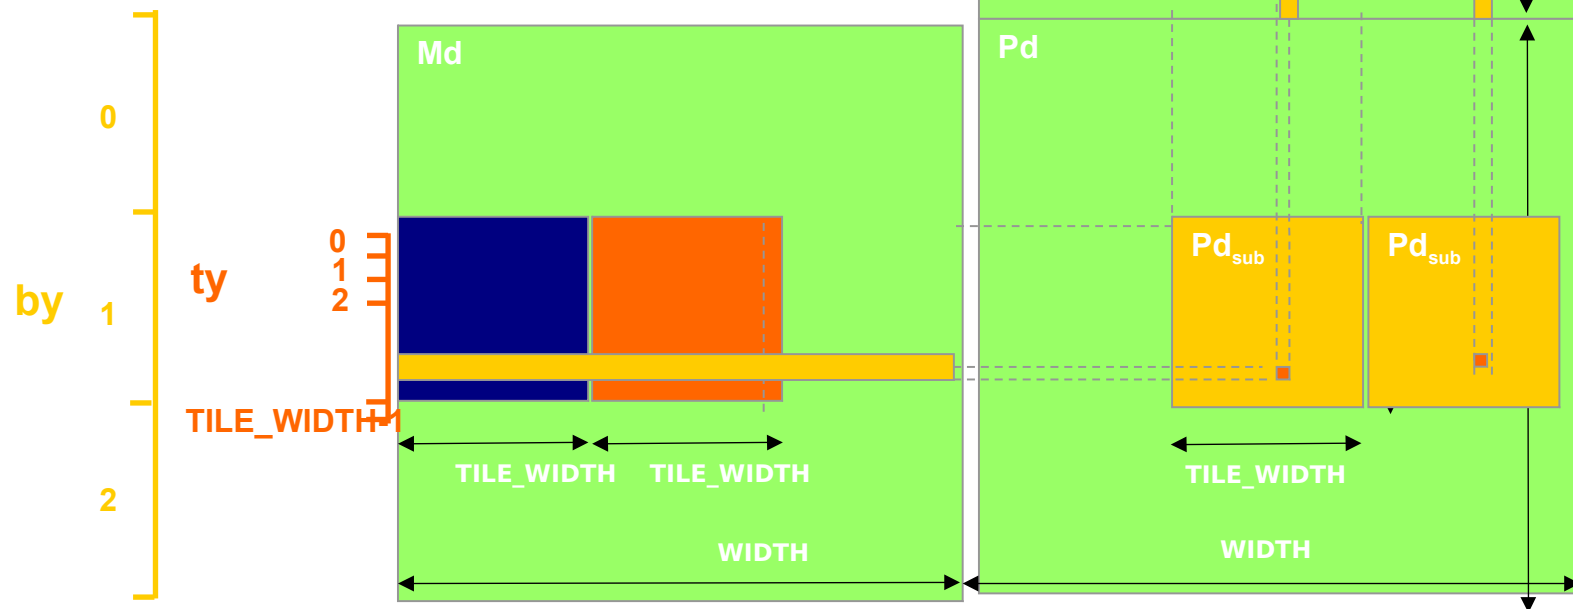 Md
Pd
0
by
1
2
ty
0
1
2
TILE_WIDTH-1
Pdsub
Pdsub
TILE_WIDTH
TILE_WIDTH
TILE_WIDTH
WIDTH
WIDTH